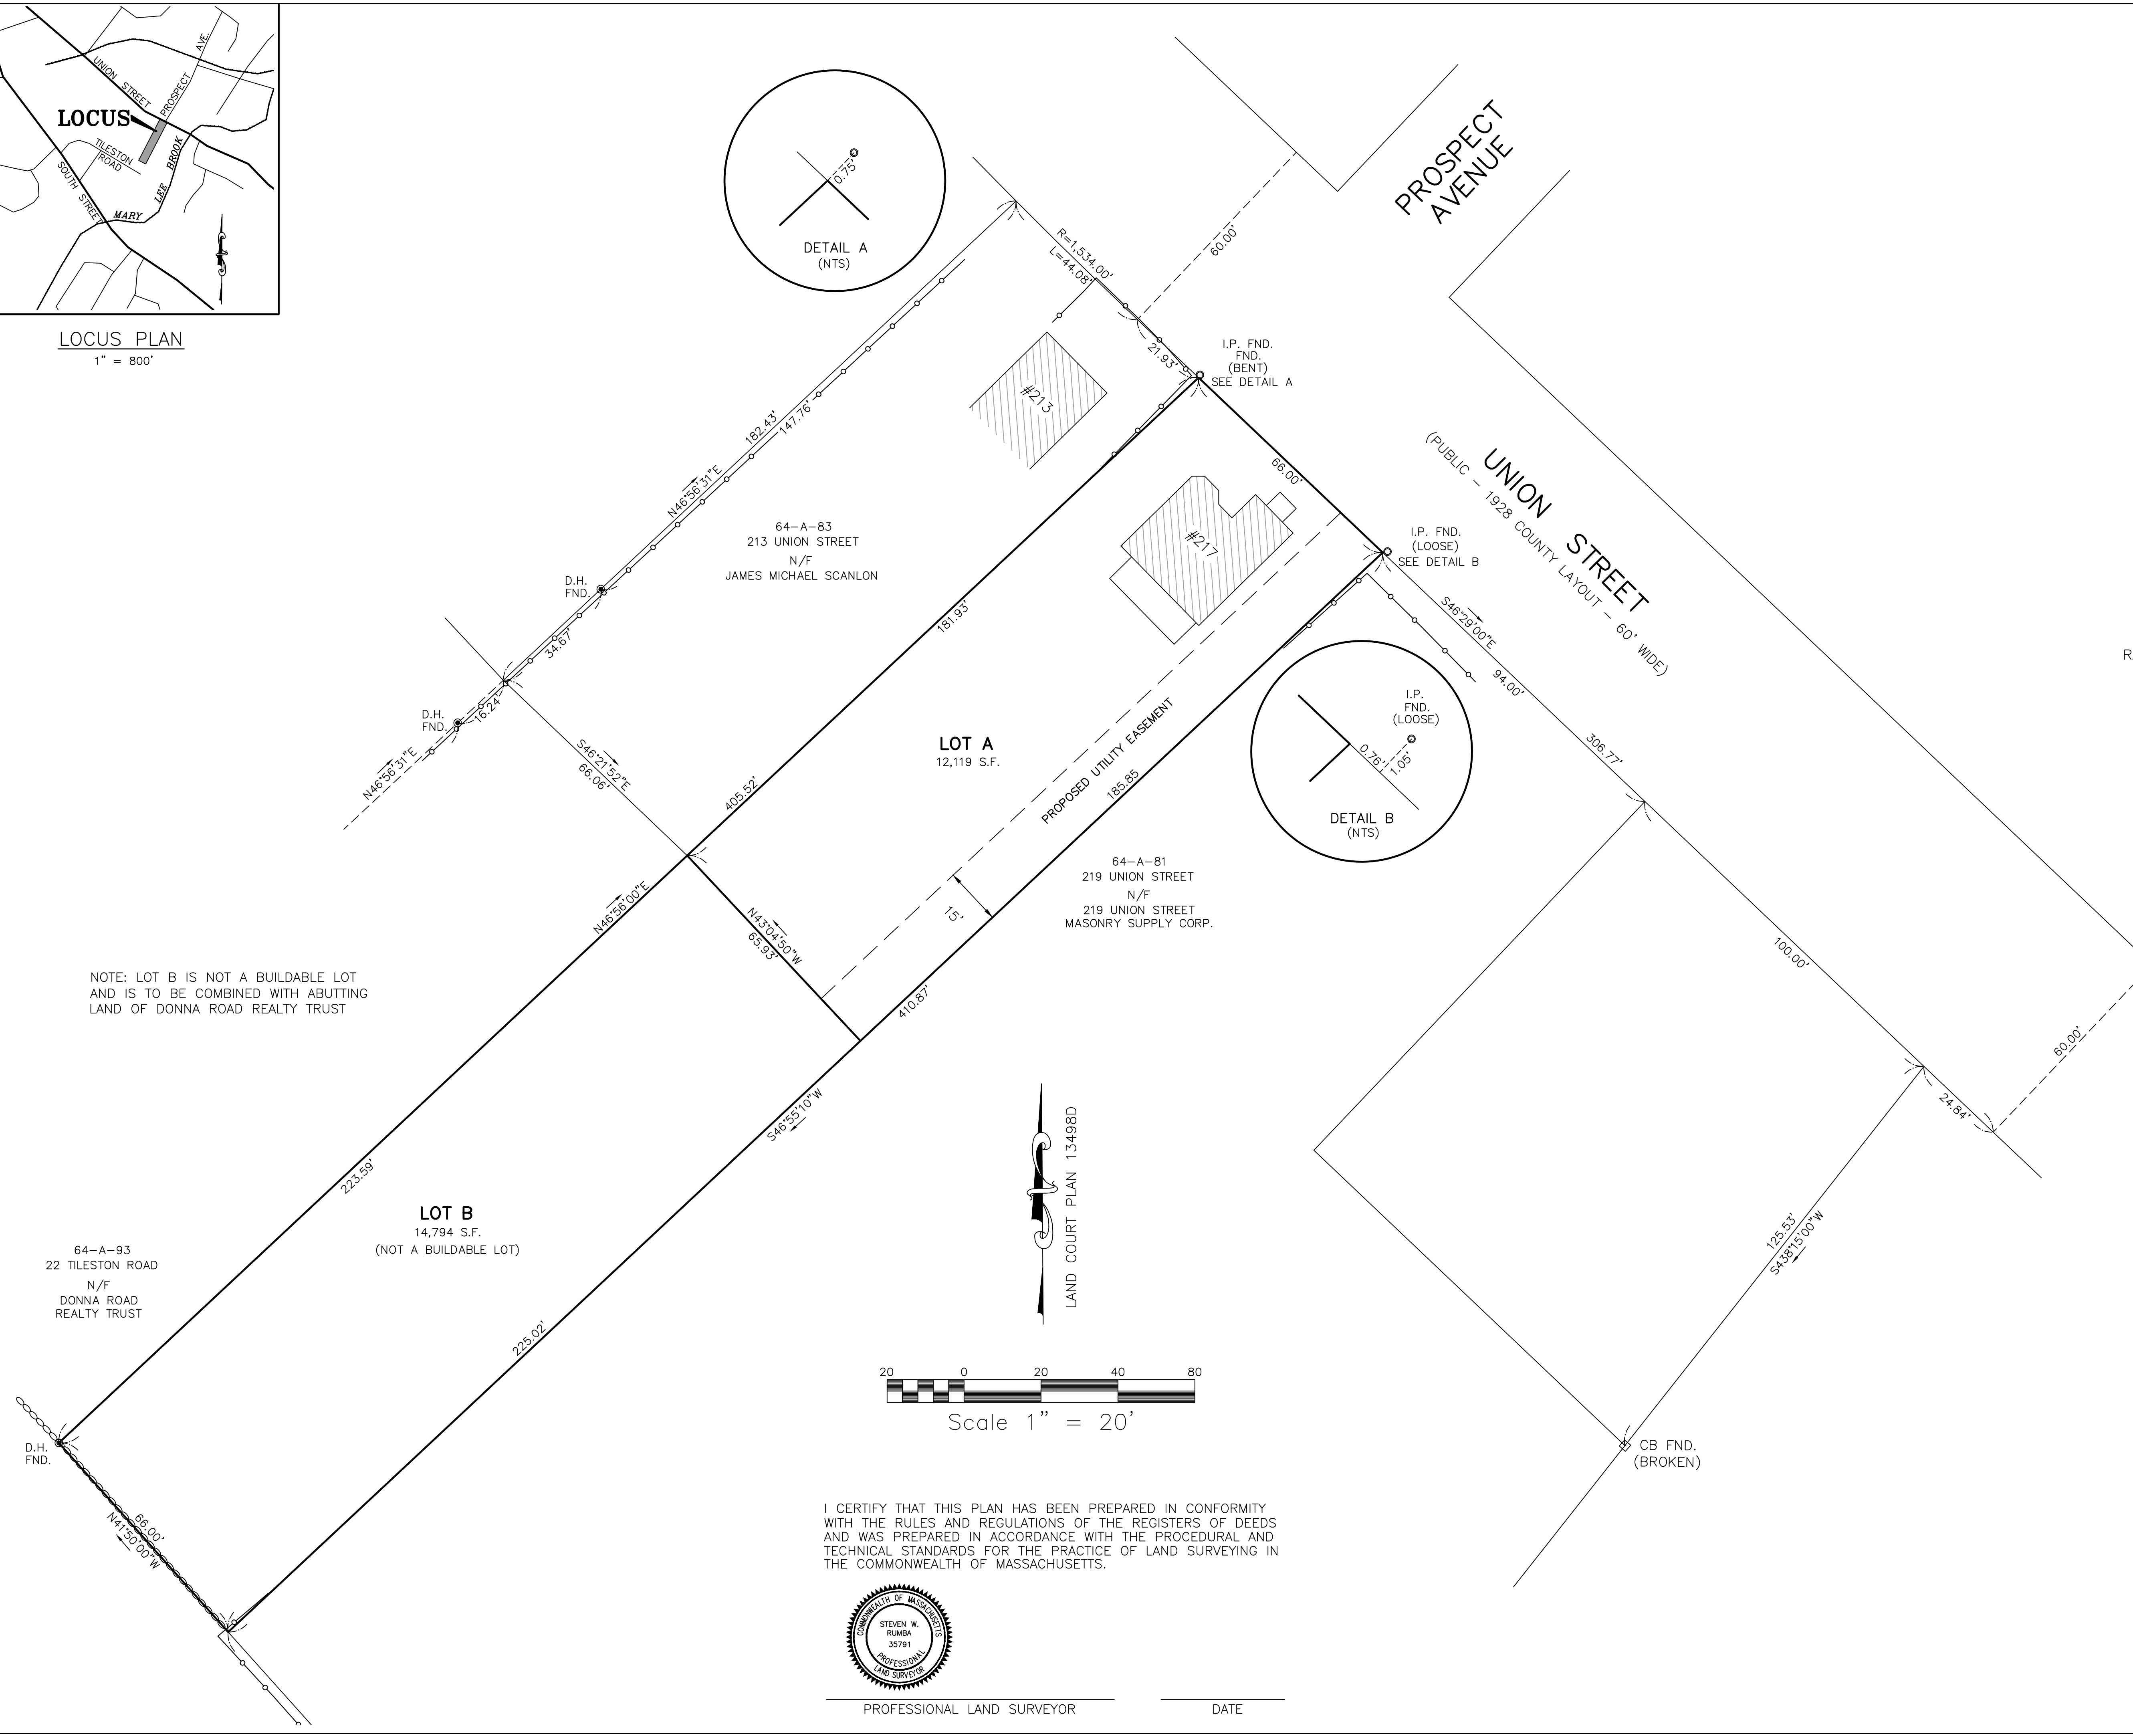 UNION STREET
PROSPECT AVE.
LOCUS
TILESTON
ROAD
SOUTH STREET
MARY LEE BROOK
LOCUS PLAN
1" = 800'
0.75'
DETAIL A
(NTS)
PROSPECT
AVENUE
R=1,534.00'
L=44.08'
60.00'
21.93'
I.P. FND.
FND.
(BENT)
SEE DETAIL A
#213
182.43'
147.76'
N46°56'31"E
66.00'
#217
UNION STREET
(PUBLIC - 1928 COUNTY LAYOUT - 60' WIDE)
I.P. FND.
(LOOSE)
SEE DETAIL B
64-A-83
213 UNION STREET
N/F
JAMES MICHAEL SCANLON
D.H.
FND.
34.67'
181.93'
S46°29'00"E
94.00'
306.77'
R
D.H.
FND.
16.24'
N46°56'31"E
S46°21'52"E
66.06'
LOT A
12,119 S.F.
PROPOSED UTILITY EASEMENT
185.85
I.P.
FND.
(LOOSE)
0.76'
1.05'
DETAIL B
(NTS)
405.52'
64-A-81
219 UNION STREET
N/F
219 UNION STREET
MASONRY SUPPLY CORP.
15'
N46°56'00"E
N43°04'50"W
65.93'
410.87'
100.00'
60.00'
24.84'
NOTE: LOT B IS NOT A BUILDABLE LOT
AND IS TO BE COMBINED WITH ABUTTING
LAND OF DONNA ROAD REALTY TRUST
S46°55'10"W
LAND COURT PLAN 13498D
223.59'
LOT B
14,794 S.F.
(NOT A BUILDABLE LOT)
125.53'
S438°15'00"W
64-A-93
22 TILESTON ROAD
N/F
DONNA ROAD
REALTY TRUST
225.02'
20 0 20 40 80
Scale 1" = 20'
D.H.
FND.
CB FND.
(BROKEN)
66.00'
N41°50'00"W
I CERTIFY THAT THIS PLAN HAS BEEN PREPARED IN CONFORMITY
WITH THE RULES AND REGULATIONS OF THE REGISTERS OF DEEDS
AND WAS PREPARED IN ACCORDANCE WITH THE PROCEDURAL AND
TECHNICAL STANDARDS FOR THE PRACTICE OF LAND SURVEYING IN
THE COMMONWEALTH OF MASSACHUSETTS.
COMMONWEALTH OF MASSACHUSETTS
STEVEN W.
RUMBA
35791
PROFESSIONAL
LAND SURVEYOR
PROFESSIONAL LAND SURVEYOR
DATE